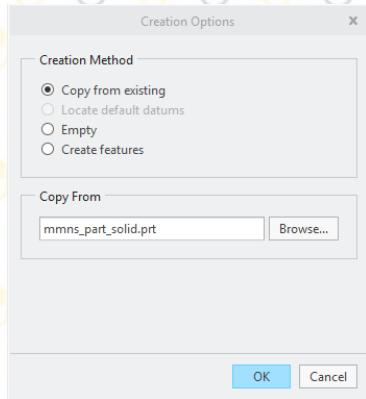 Creation Options
Creation Method
Copy from existing
Locate default datums
Empty
Create features
Copy From
mmns_part_solid.prt
Browse...
OK
Cancel